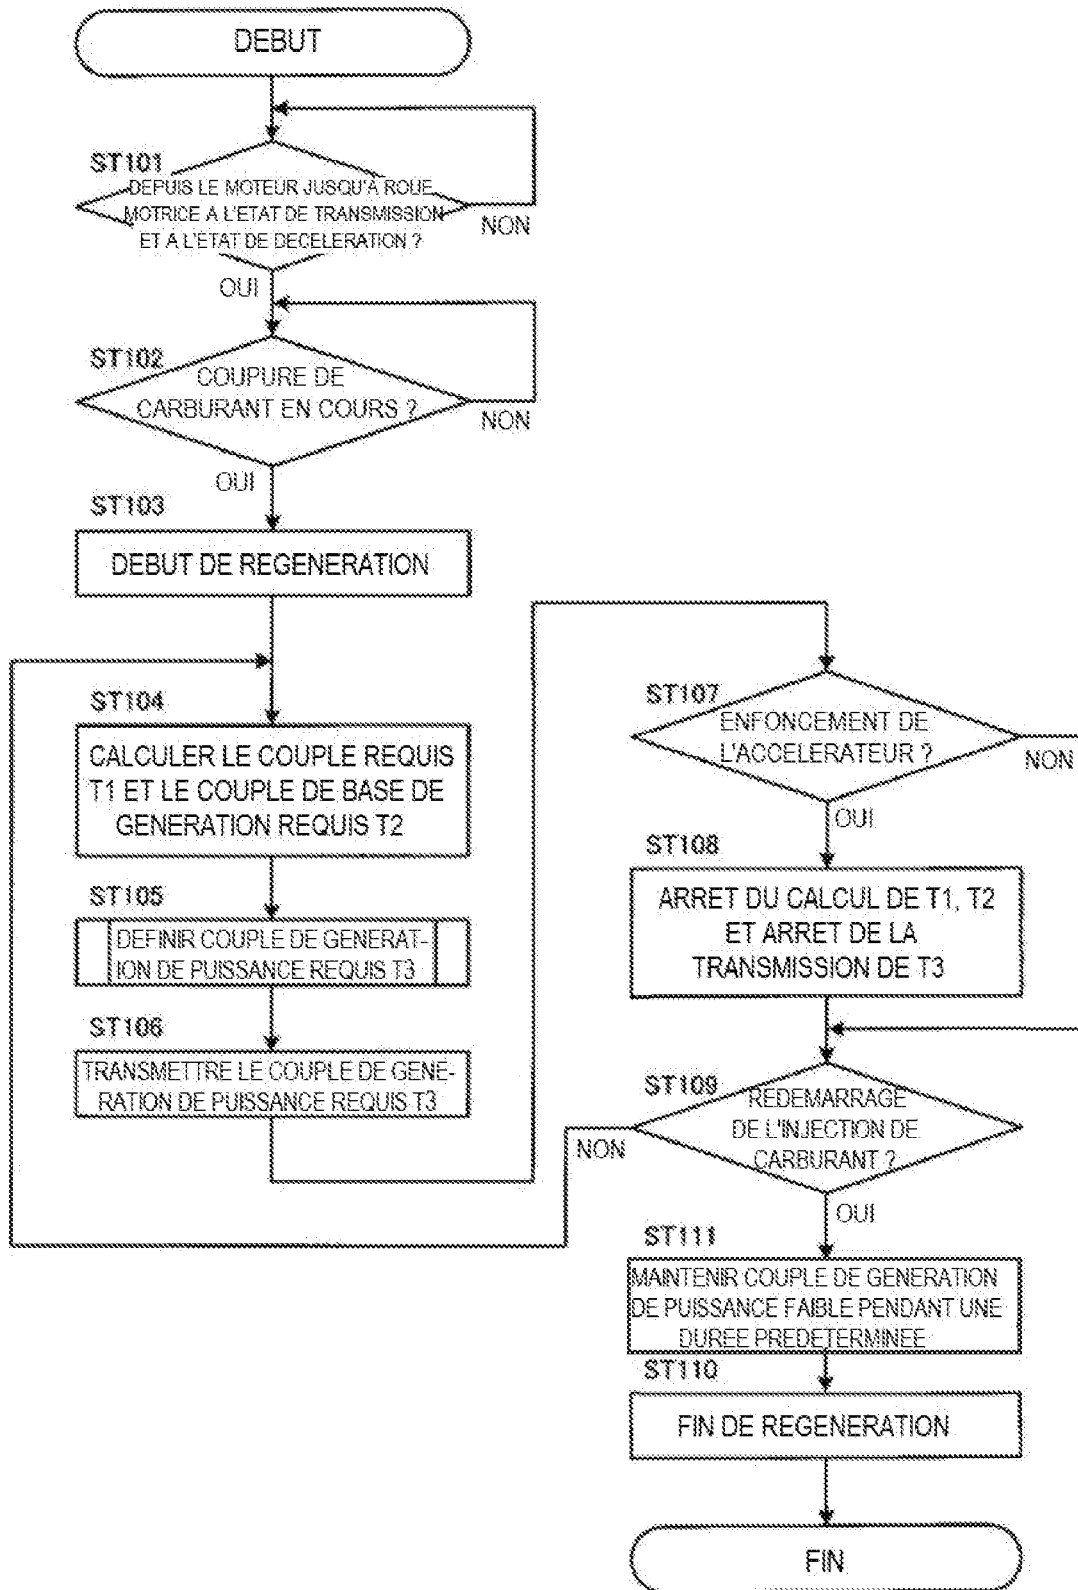 DEBUT
ST101
DEPUIS LE MOTEUR JUSQU'A ROUE
MOTRICE A L'ETAT DE TRANSMISSION
ET A L'ETAT DE DECELERATION ?
NON
OUI
ST102
COUPURE DE
CARBURANT EN COURS ?
NON
OUI
ST103
DEBUT DE REGENERATION
ST104
CALCULER LE COUPLE REQUIS
T1 ET LE COUPLE DE BASE DE
GENERATION REQUIS T2
ST105
DEFINIR COUPLE DE GENERAT-
ION DE PUISSANCE REQUIS T3
ST106
TRANSMETTRE LE COUPLE DE GENE-
RATION DE PUISSANCE REQUIS T3
ST107
ENFONCEMENT DE
L'ACCELERATEUR ?
NON
OUI
ST108
ARRET DU CALCUL DE T1, T2
ET ARRET DE LA
TRANSMISSION DE T3
ST109
REDEMARRAGE
DE L'INJECTION DE
CARBURANT ?
NON
OUI
ST111
MAINTENIR COUPLE DE GENERATION
DE PUISSANCE FAIBLE PENDANT UNE
DUREE PREDETERMINEE
ST110
FIN DE REGENERATION
FIN